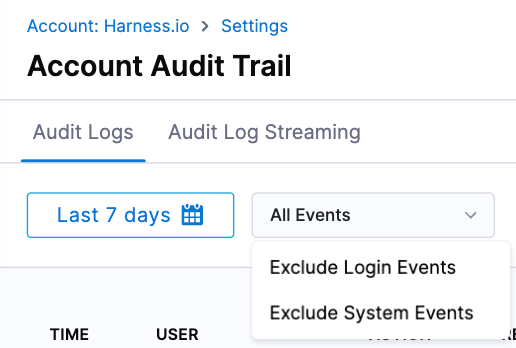 Account: Harness.io > Settings
Account Audit Trail
Audit Logs Audit Log Streaming
Last 7 days All Events
Exclude Login Events
Exclude System Events
TIME USER